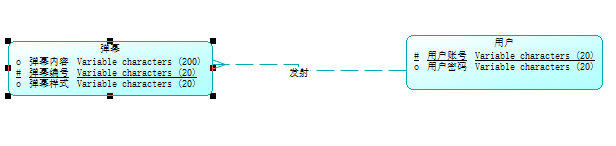 弹幕
o 弹幕内容 Variable characters (200)
# 弹幕编号 Variable characters (20)
o 弹幕样式 Variable characters (20)
发射
用户
# 用户账号 Variable characters (20)
o 用户密码 Variable characters (20)